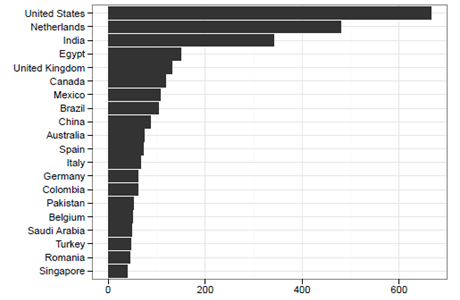 United States
Netherlands
India
Egypt
United Kingdom
Canada
Mexico
Brazil
China
Australia
Spain
Italy
Germany
Colombia
Pakistan
Belgium
Saudi Arabia
Turkey
Romania
Singapore
0 200 400 600